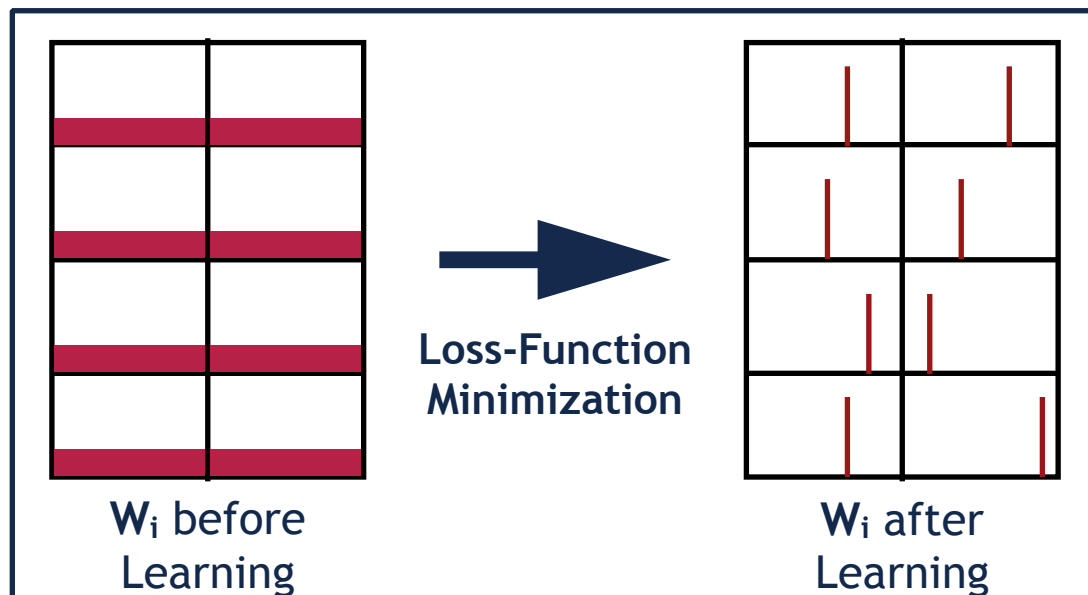 Loss-Function
Minimization
Wᵢ before
Learning
Wᵢ after
Learning